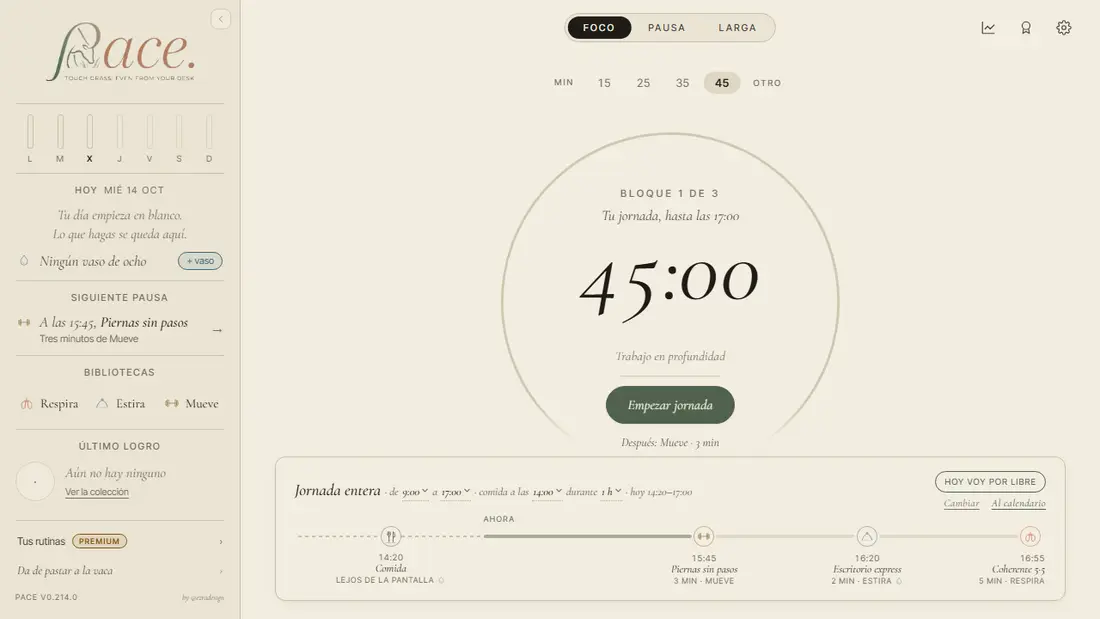 Pace.
TOUCH GRASS. EVEN FROM YOUR DESK
L M X J V S D
HOY MIÉ 14 OCT
Tu día empieza en blanco.
Lo que hagas se queda aquí.
Ningún vaso de ocho
+ vaso
SIGUIENTE PAUSA
A las 15:45, Piernas sin pasos →
Tres minutos de Mueve
BIBLIOTECAS
Respira Estira Mueve
ÚLTIMO LOGRO
Aún no hay ninguno
Ver la colección
Tus rutinas PREMIUM
Da de pastar a la vaca
PACE V0.214.0
by @ezradesign
FOCO PAUSA LARGA
MIN 15 25 35 45 OTRO
BLOQUE 1 DE 3
Tu jornada, hasta las 17:00
45:00
Trabajo en profundidad
Empezar jornada
Después: Mueve · 3 min
Jornada entera · de 9:00 a 17:00 · comida a las 14:00 durante 1 h · hoy 14:20–17:00
HOY VOY POR LIBRE
Cambiar Al calendario
AHORA
14:20
Comida
LEJOS DE LA PANTALLA
15:45
Piernas sin pasos
3 MIN · MUEVE
16:20
Escritorio express
2 MIN · ESTIRA
16:55
Coherente 5·5
5 MIN · RESPIRA